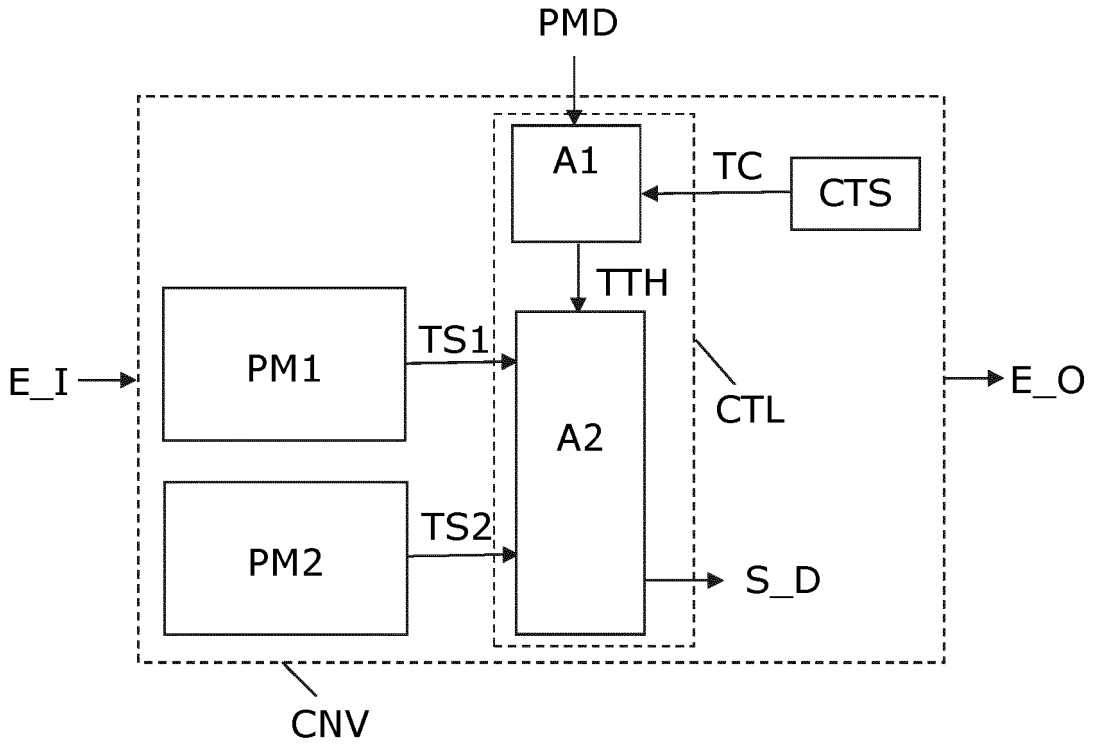 PMD
A1
TC
CTS
TTH
TS1
PM1
E_I
E_O
CTL
A2
TS2
PM2
S_D
CNV